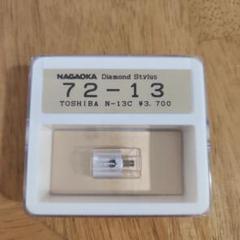 NAGAOKA Diamond Stylus
72-13
TOSHIBA N-13C ¥3,700